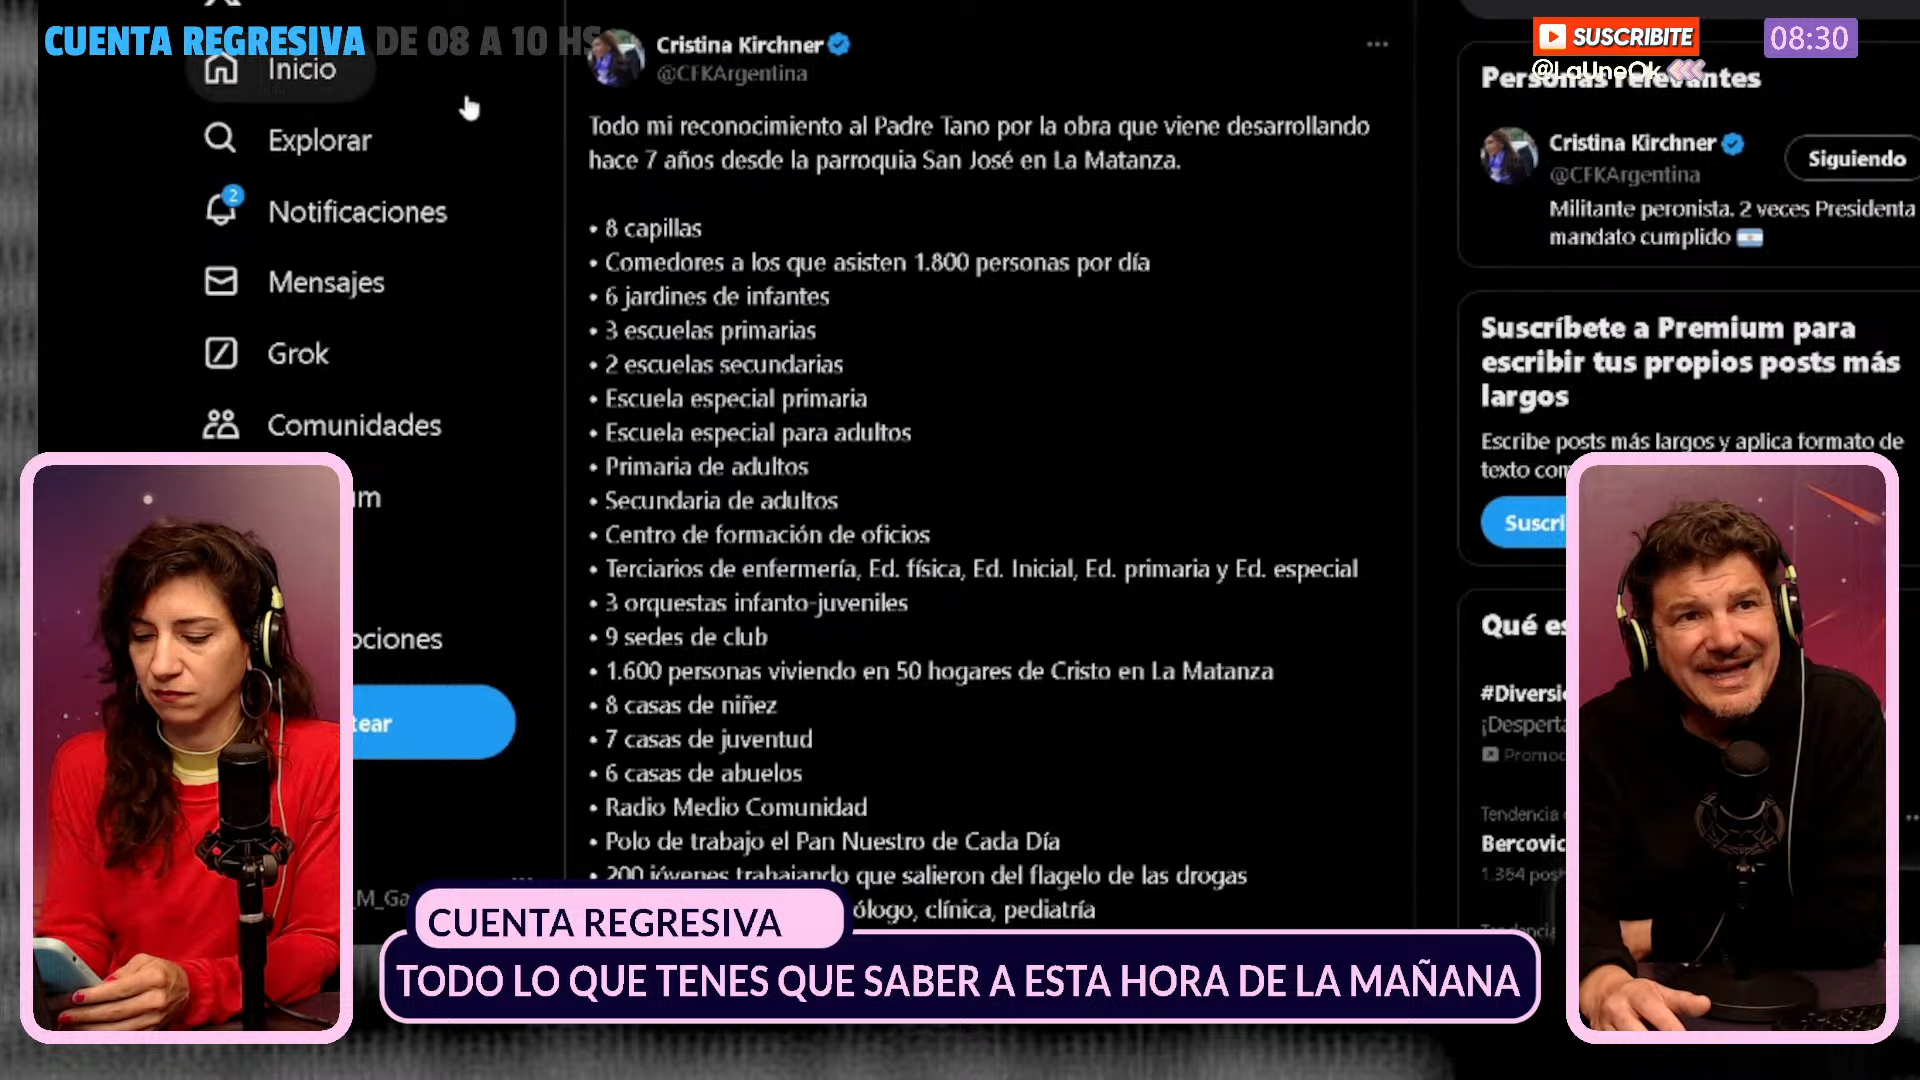 CUENTA REGRESIVA DE 08 A 10 HS
SUSCRIBITE
@LaUneOk
08:30
Inicio
Explorar
2
Notificaciones
Mensajes
Grok
Comunidades
Cristina Kirchner
@CFKArgentina
Todo mi reconocimiento al Padre Tano por la obra que viene desarrollando
hace 7 años desde la parroquia San José en La Matanza.
• 8 capillas
• Comedores a los que asisten 1.800 personas por día
• 6 jardines de infantes
• 3 escuelas primarias
• 2 escuelas secundarias
• Escuela especial primaria
• Escuela especial para adultos
• Primaria de adultos
• Secundaria de adultos
• Centro de formación de oficios
• Terciarios de enfermería, Ed. física, Ed. Inicial, Ed. primaria y Ed. especial
• 3 orquestas infanto-juveniles
• 9 sedes de club
• 1.600 personas viviendo en 50 hogares de Cristo en La Matanza
• 8 casas de niñez
• 7 casas de juventud
• 6 casas de abuelos
• Radio Medio Comunidad
• Polo de trabajo el Pan Nuestro de Cada Día
• 200 jóvenes trabajando que salieron del flagelo de las drogas
clínica, pediatría
Personas relevantes
Cristina Kirchner
@CFKArgentina
Siguiendo
Militante peronista. 2 veces Presidenta
mandato cumplido
Suscríbete a Premium para
escribir tus propios posts más
largos
Escribe posts más largos y aplica formato de
texto
Qué
CUENTA REGRESIVA
TODO LO QUE TENES QUE SABER A ESTA HORA DE LA MAÑANA